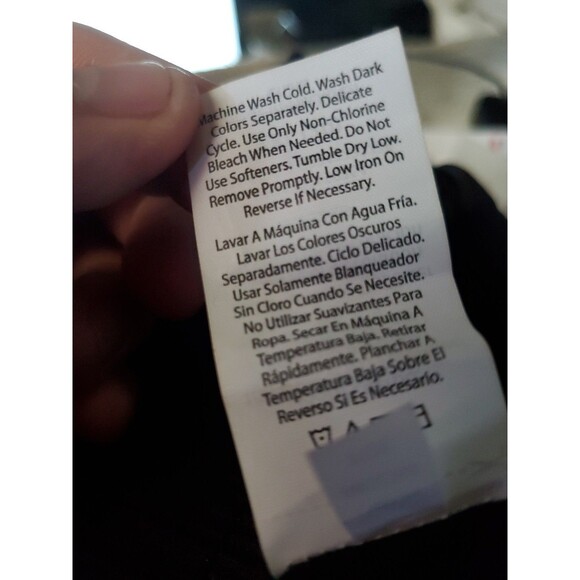 Machine Wash Cold. Wash Dark
Colors Separately. Delicate
Cycle. Use Only Non-Chlorine
Bleach When Needed. Do Not
Use Softeners. Tumble Dry Low.
Remove Promptly. Low Iron On
Reverse If Necessary.
Lavar A Máquina Con Agua Fría.
Lavar Los Colores Oscuros
Separadamente. Ciclo Delicado.
Usar Solamente Blanqueador
Sin Cloro Cuando Se Necesite.
No Utilizar Suavizantes Para
Ropa. Secar En Máquina A
Temperatura Baja. Retirar
Rápidamente. Planchar A
Temperatura Baja Sobre El
Reverso Si Es Necesario.